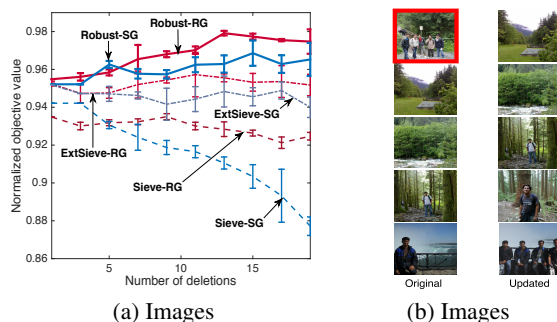 0.98
0.96
0.94
0.92
0.9
0.88
0.86
Normalized objective value
Robust-SG
Robust-RG
ExtSieve-SG
ExtSieve-RG
Sieve-RG
Sieve-SG
5
10
15
Number of deletions
(a) Images
Original
Updated
(b) Images